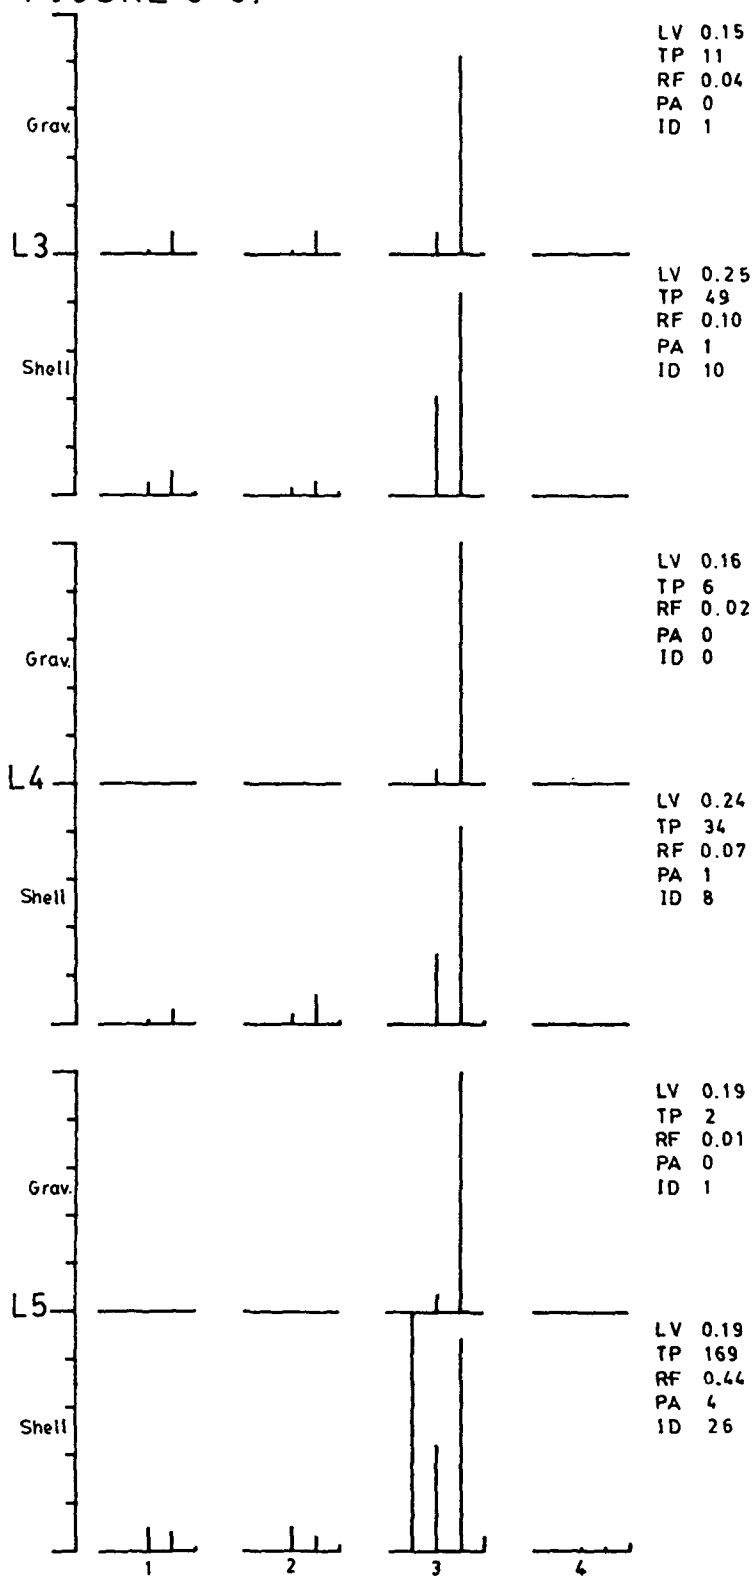 LV 0.15
TP 11
RF 0.04
PA 0
ID 1
Grav.
L3
LV 0.25
TP 49
RF 0.10
PA 1
ID 10
Shell
LV 0.16
TP 6
RF 0.02
PA 0
ID 0
Grav.
L4
LV 0.24
TP 34
RF 0.07
PA 1
ID 8
Shell
LV 0.19
TP 2
RF 0.01
PA 0
ID 1
Grav.
L5
LV 0.19
TP 169
RF 0.44
PA 4
ID 26
Shell
1 2 3 4